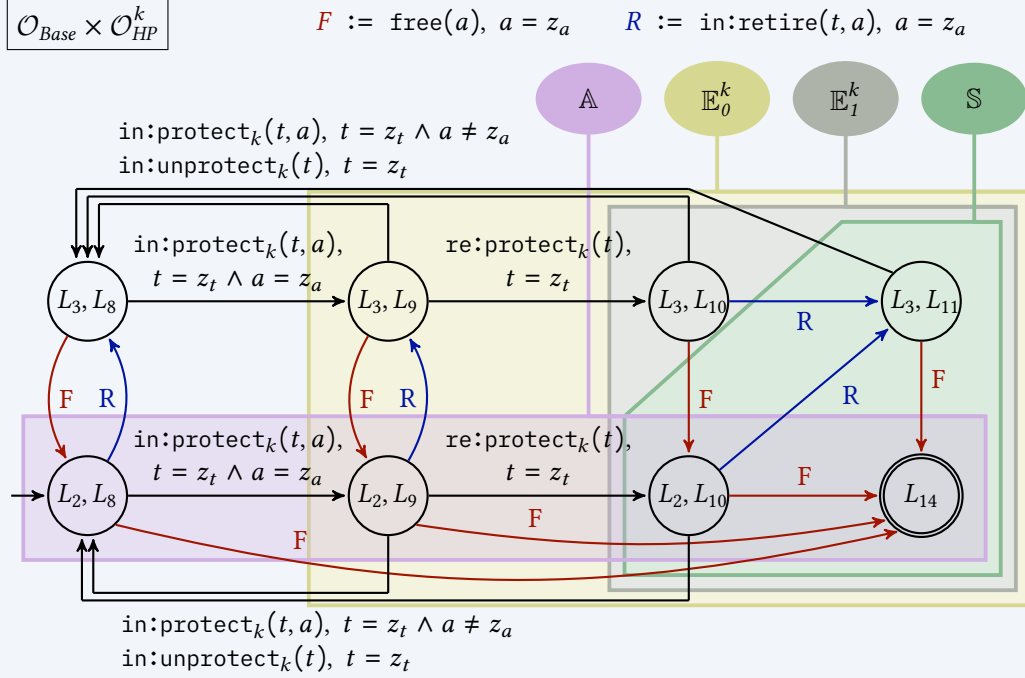 𝒪_Base × 𝒪^k_HP
F := free(a), a = z_a    R := in:retire(t, a), a = z_a
𝔸    𝔼^k_0    𝔼^k_1    𝕊
in:protect_k(t, a), t = z_t ∧ a ≠ z_a
in:unprotect_k(t), t = z_t
in:protect_k(t, a),    re:protect_k(t),
t = z_t ∧ a = z_a    t = z_t
L_3, L_8    L_3, L_9    L_3, L_10    L_3, L_11
R
F    R    F    R    F    R    F
in:protect_k(t, a),    re:protect_k(t),
t = z_t ∧ a = z_a    t = z_t
F
L_2, L_8    L_2, L_9    L_2, L_10    L_14
F    F
in:protect_k(t, a), t = z_t ∧ a ≠ z_a
in:unprotect_k(t), t = z_t